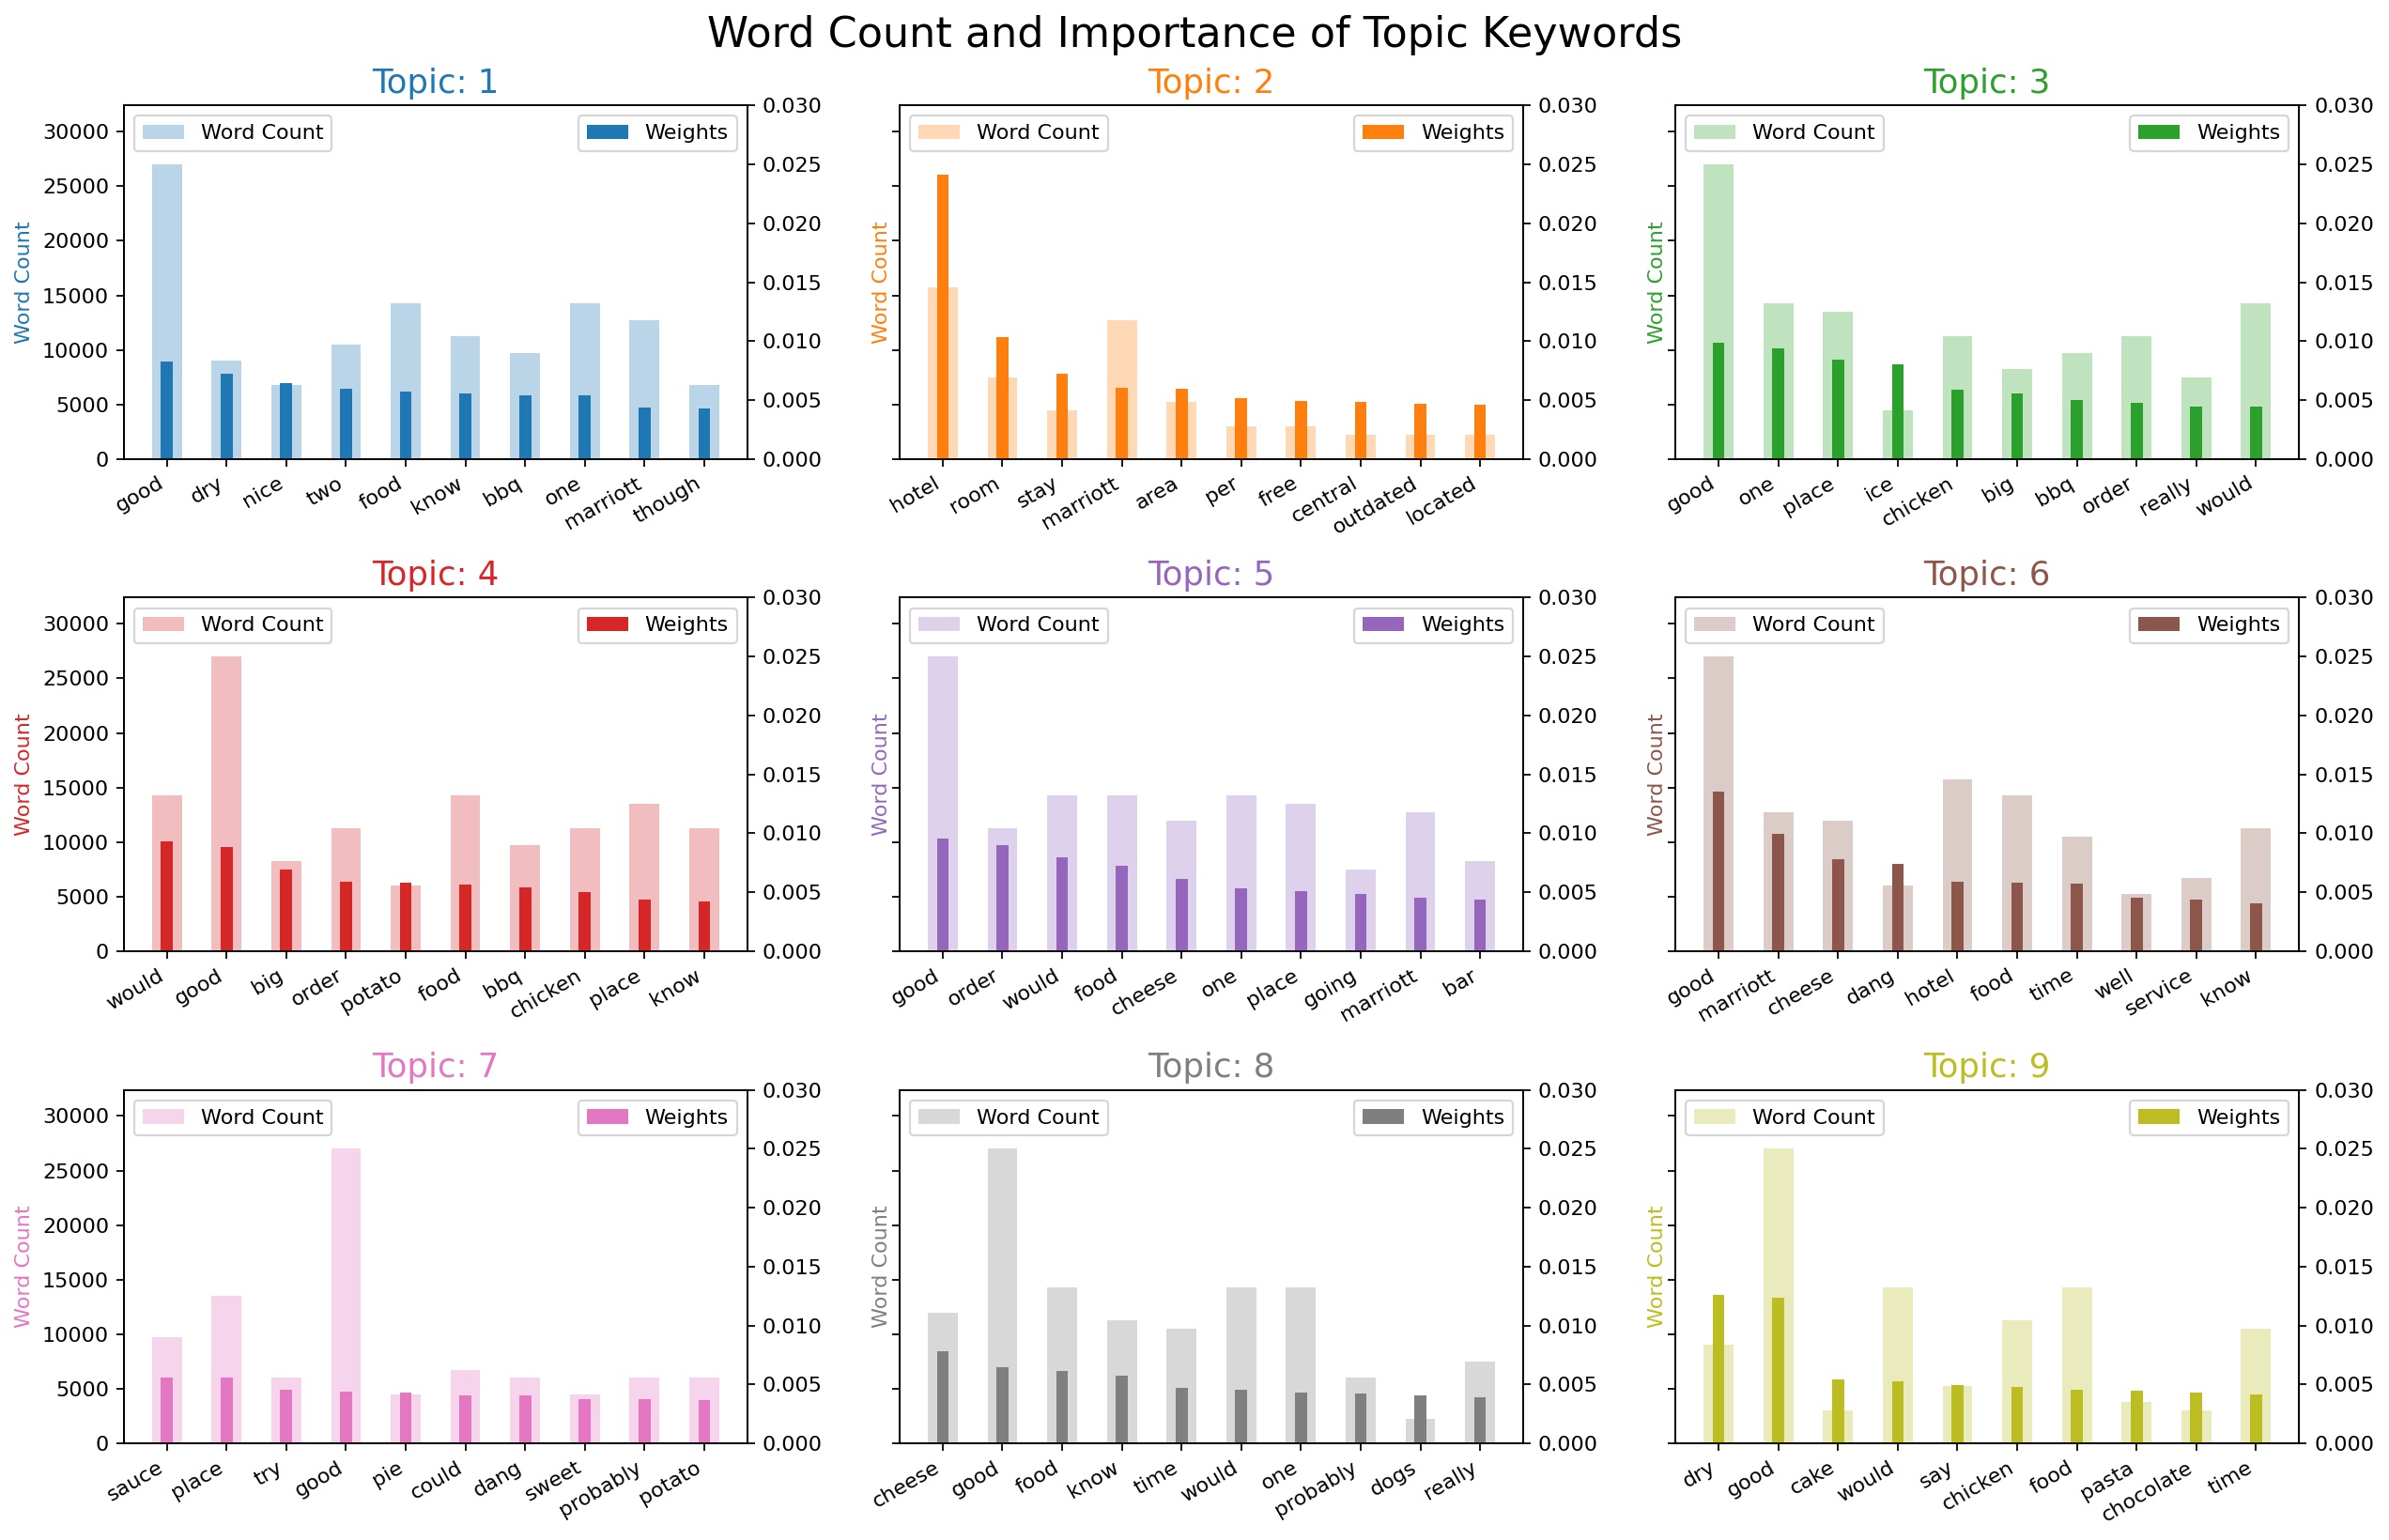 Word Count and Importance of Topic Keywords
Topic: 1
Word Count
Weights
Word Count
30000
25000
20000
15000
10000
5000
0
0.030
0.025
0.020
0.015
0.010
0.005
0.000
good dry nice two food know bbq one marriott though
Topic: 2
Word Count
Weights
Word Count
0.030
0.025
0.020
0.015
0.010
0.005
0.000
hotel room stay marriott area per free central outdated located
Topic: 3
Word Count
Weights
Word Count
0.030
0.025
0.020
0.015
0.010
0.005
0.000
good one place ice chicken big bbq order really would
Topic: 4
Word Count
Weights
Word Count
30000
25000
20000
15000
10000
5000
0
0.030
0.025
0.020
0.015
0.010
0.005
0.000
would good big order potato food bbq chicken place know
Topic: 5
Word Count
Weights
Word Count
0.030
0.025
0.020
0.015
0.010
0.005
0.000
good order would food cheese one place going marriott bar
Topic: 6
Word Count
Weights
Word Count
0.030
0.025
0.020
0.015
0.010
0.005
0.000
good marriott cheese dang hotel food time well service know
Topic: 7
Word Count
Weights
Word Count
30000
25000
20000
15000
10000
5000
0
0.030
0.025
0.020
0.015
0.010
0.005
0.000
sauce place try good pie could dang sweet probably potato
Topic: 8
Word Count
Weights
Word Count
0.030
0.025
0.020
0.015
0.010
0.005
0.000
cheese good food know time would one probably dogs really
Topic: 9
Word Count
Weights
Word Count
0.030
0.025
0.020
0.015
0.010
0.005
0.000
dry good cake would say chicken food pasta chocolate time